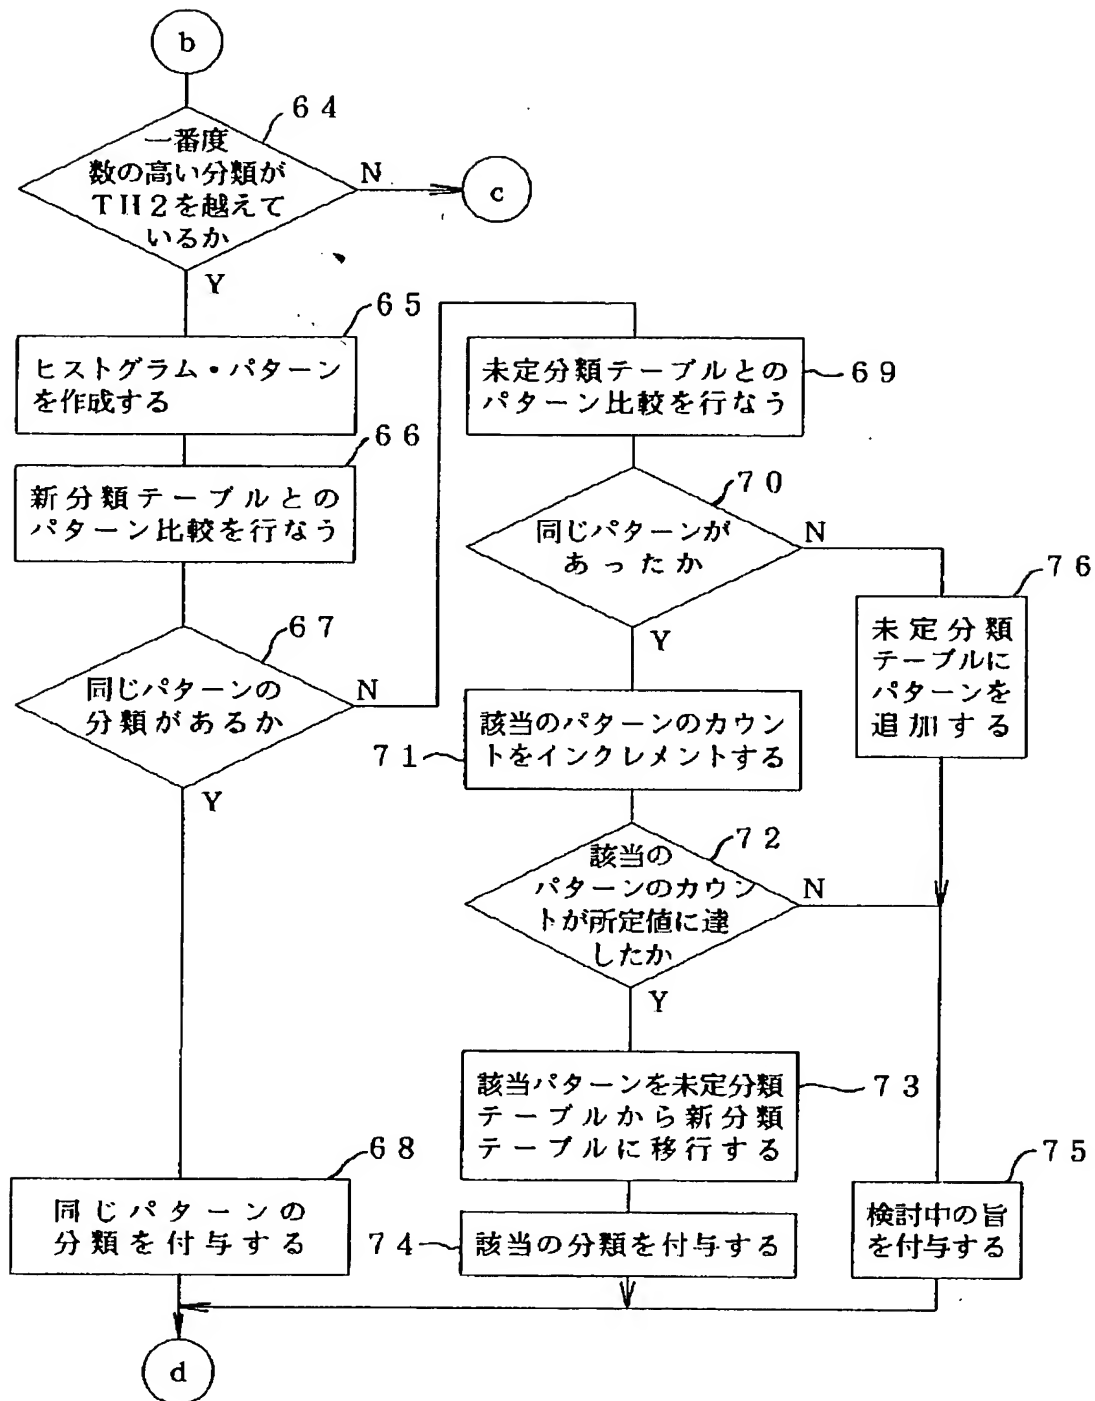 b
64
一番度
数の高い分類が
TH2を越えて
いるか
N
c
Y
65
ヒストグラム・パターン
を作成する
66
新分類テーブルとの
パターン比較を行なう
67
同じパターンの
分類があるか
N
Y
68
同じパターンの
分類を付与する
69
未定分類テーブルとの
パターン比較を行なう
70
同じパターンが
あったか
N
Y
71
該当のパターンのカウン
トをインクレメントする
72
該当の
パターンのカウン
トが所定値に達
したか
N
Y
73
該当パターンを未定分類
テーブルから新分類
テーブルに移行する
74
該当の分類を付与する
76
未定分類
テーブルに
パターンを
追加する
75
検討中の旨
を付与する
d